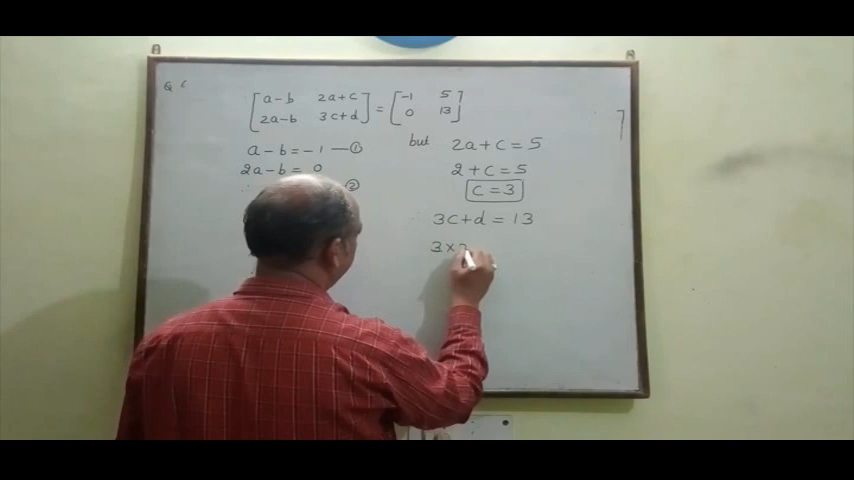 Q 6
[a-b 2a+c] = [-1 5]
[2a-b 3c+d] [0 13]
a-b = -1 —①
2a-b = 0
②
but 2a+c = 5
2+c = 5
c = 3
3c+d = 13
3×